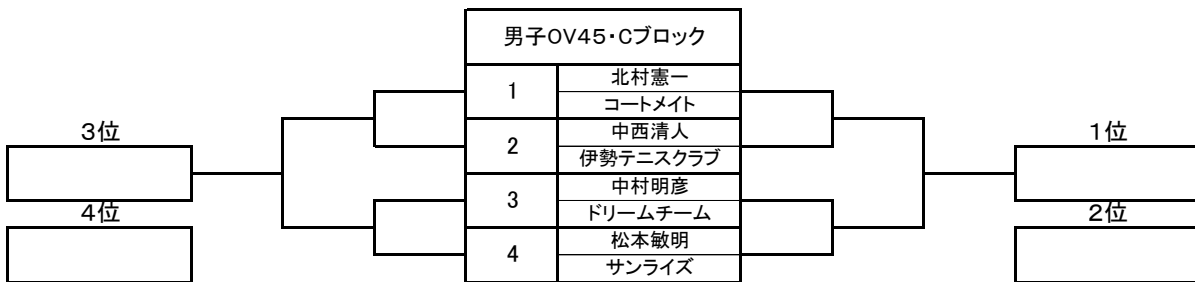 男子OV45・Cブロック
1
北村憲一
コートメイト
2
中西清人
伊勢テニスクラブ
3
中村明彦
ドリームチーム
4
松本敏明
サンライズ
3位
4位
1位
2位